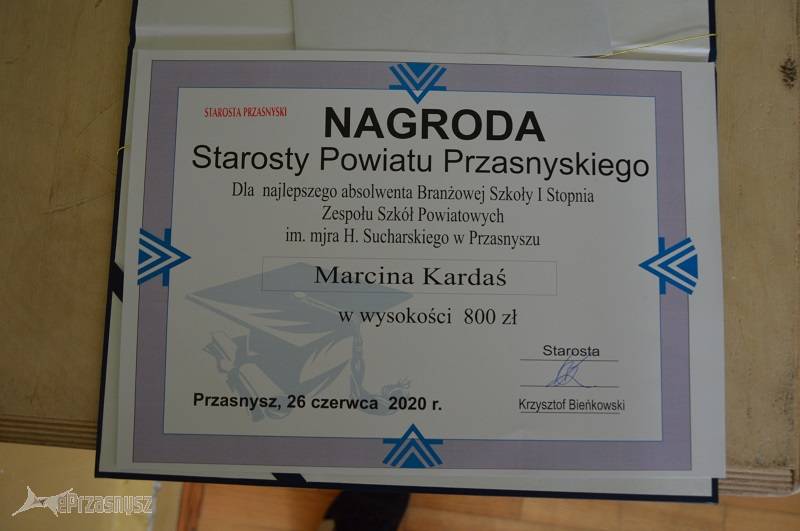 STAROSTA PRZASNYSKI
NAGRODA
Starosty Powiatu Przasnyskiego
Dla najlepszego absolwenta Branżowej Szkoły I Stopnia
Zespołu Szkół Powiatowych
im. mjra H. Sucharskiego w Przasnyszu
Marcina Kardaś
w wysokości 800 zł
Starosta
Przasnysz, 26 czerwca 2020 r.
Krzysztof Bieńkowski
ePrzasnysz